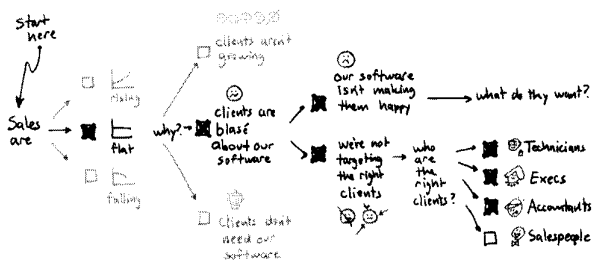 Start
here
Sales
are
rising
flat
falling
why?
clients aren't
growing
clients are
blasé
about our
software
Clients don't
need our
software
our software
isn't making
them happy
what do they want?
we're not
targeting
the right
clients
who
are
the
right
clients?
Technicians
Execs
Accountants
Salespeople